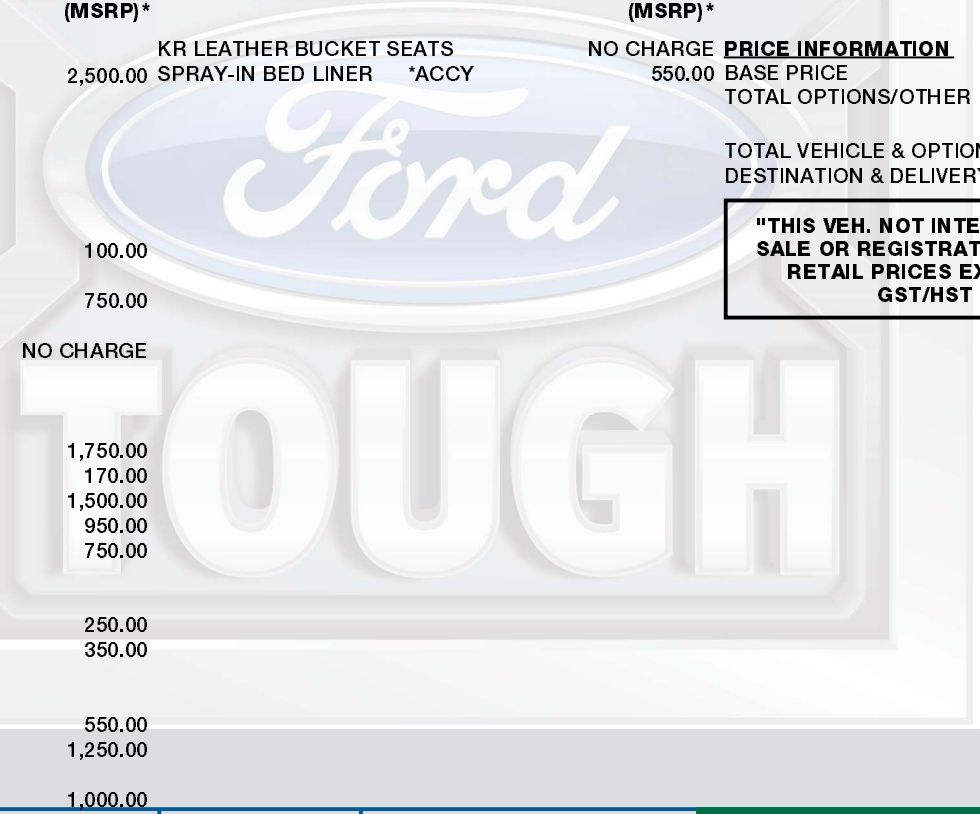 (MSRP)* (MSRP)*
KR LEATHER BUCKET SEATS NO CHARGE PRICE INFORMATION
2,500.00 SPRAY-IN BED LINER *ACCY 550.00 BASE PRICE
TOTAL OPTIONS/OTHER
TOTAL VEHICLE & OPTION
DESTINATION & DELIVERY
Ford
"THIS VEH. NOT INTE
100.00 SALE OR REGISTRAT
RETAIL PRICES EX
750.00 GST/HST
NO CHARGE
TOUGH
1,750.00
170.00
1,500.00
950.00
750.00
250.00
350.00
550.00
1,250.00
1,000.00